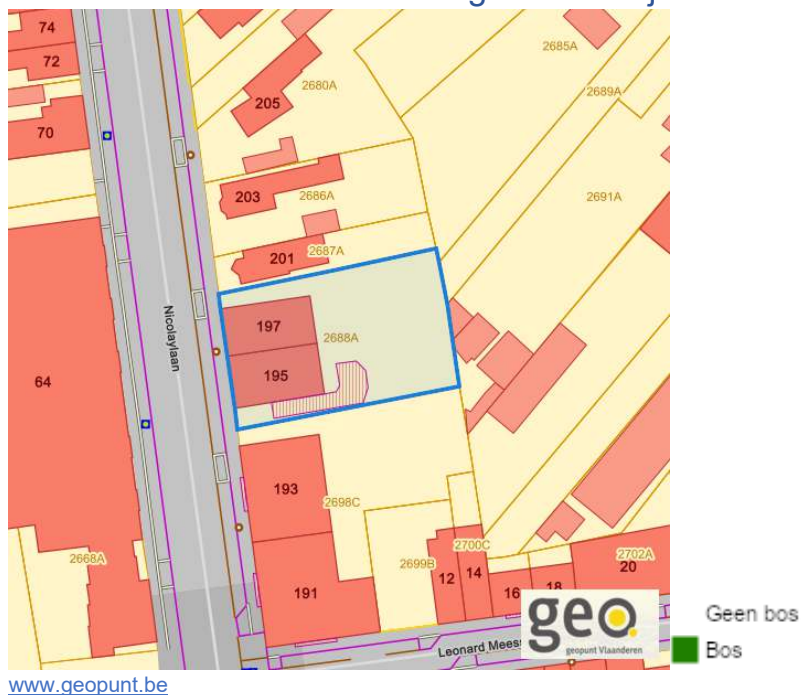 74
72
70
2685A
2680A
205
2689A
203
2686A
2691A
201
2687A
Nicolaylaan
197
2688A
195
64
193
2698C
2668A
191
2699B
2700C
12
14
16
18
2702A
20
Leonard Meess
geo.
geopunt Vlaanderen
Geen bos
Bos
www.geopunt.be